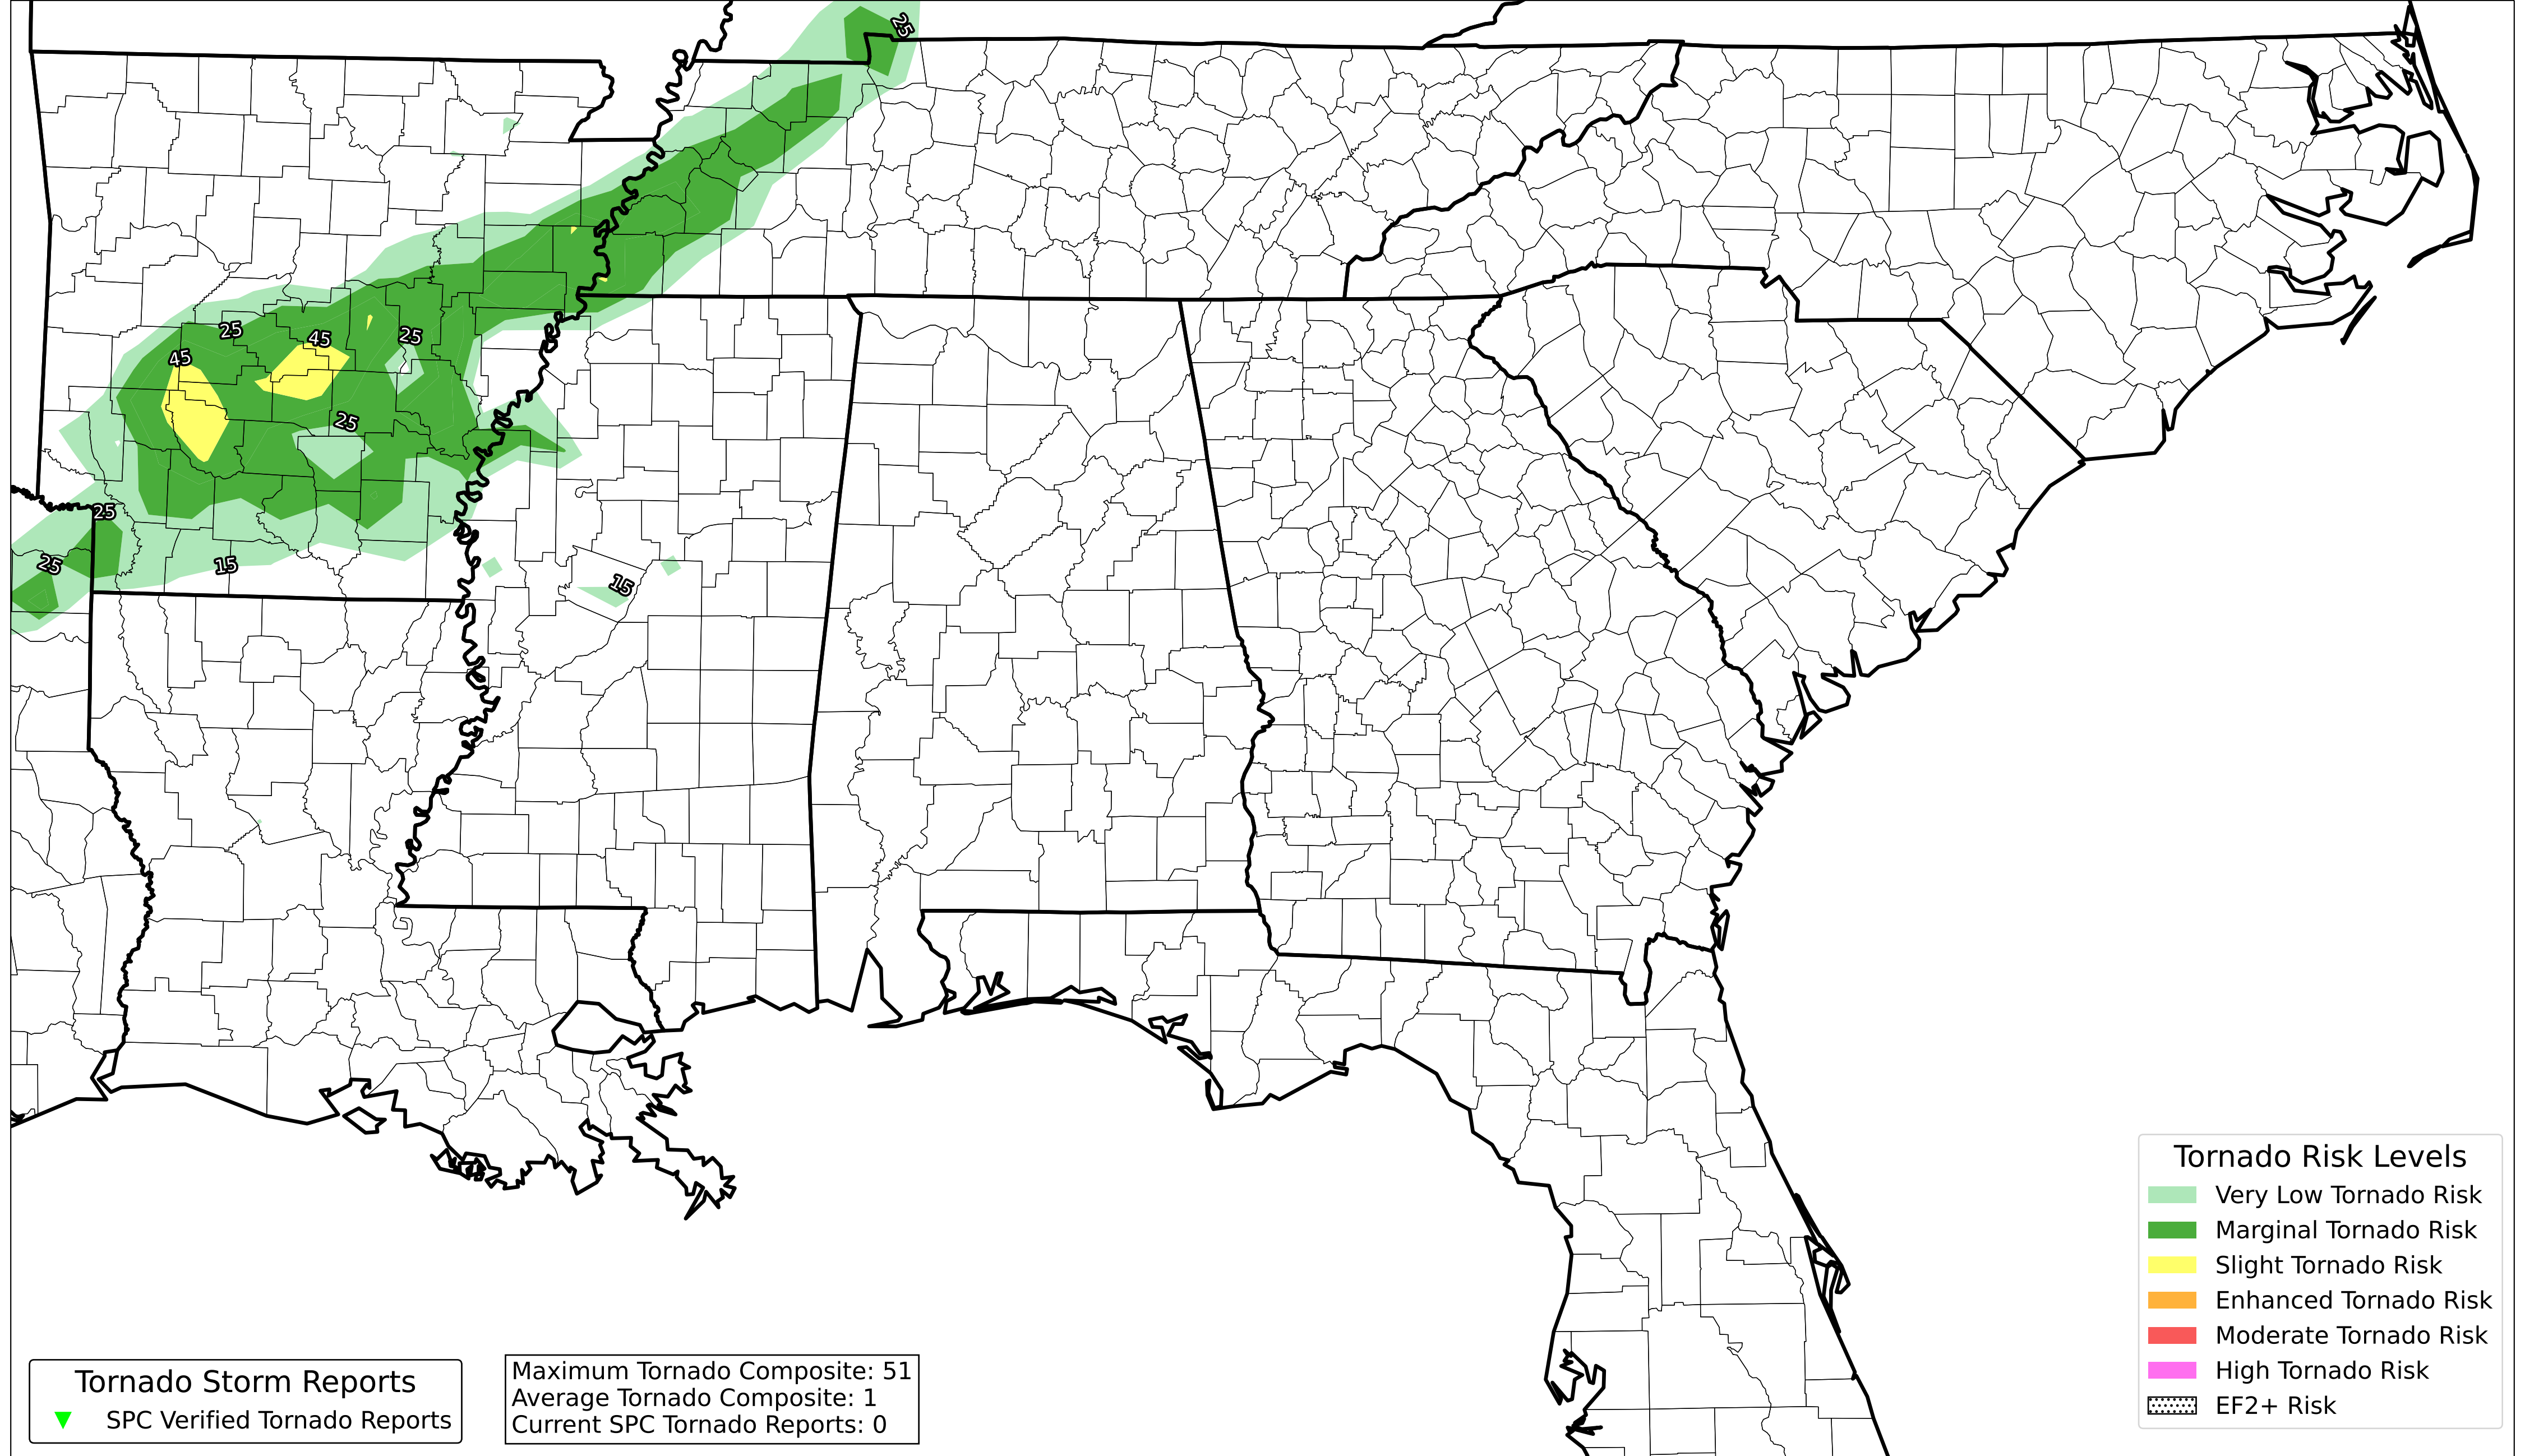 25
25
45
25
45
25
25
25
15
15
Tornado Risk Levels
Very Low Tornado Risk
Marginal Tornado Risk
Slight Tornado Risk
Enhanced Tornado Risk
Moderate Tornado Risk
High Tornado Risk
EF2+ Risk
Tornado Storm Reports
SPC Verified Tornado Reports
Maximum Tornado Composite: 51
Average Tornado Composite: 1
Current SPC Tornado Reports: 0